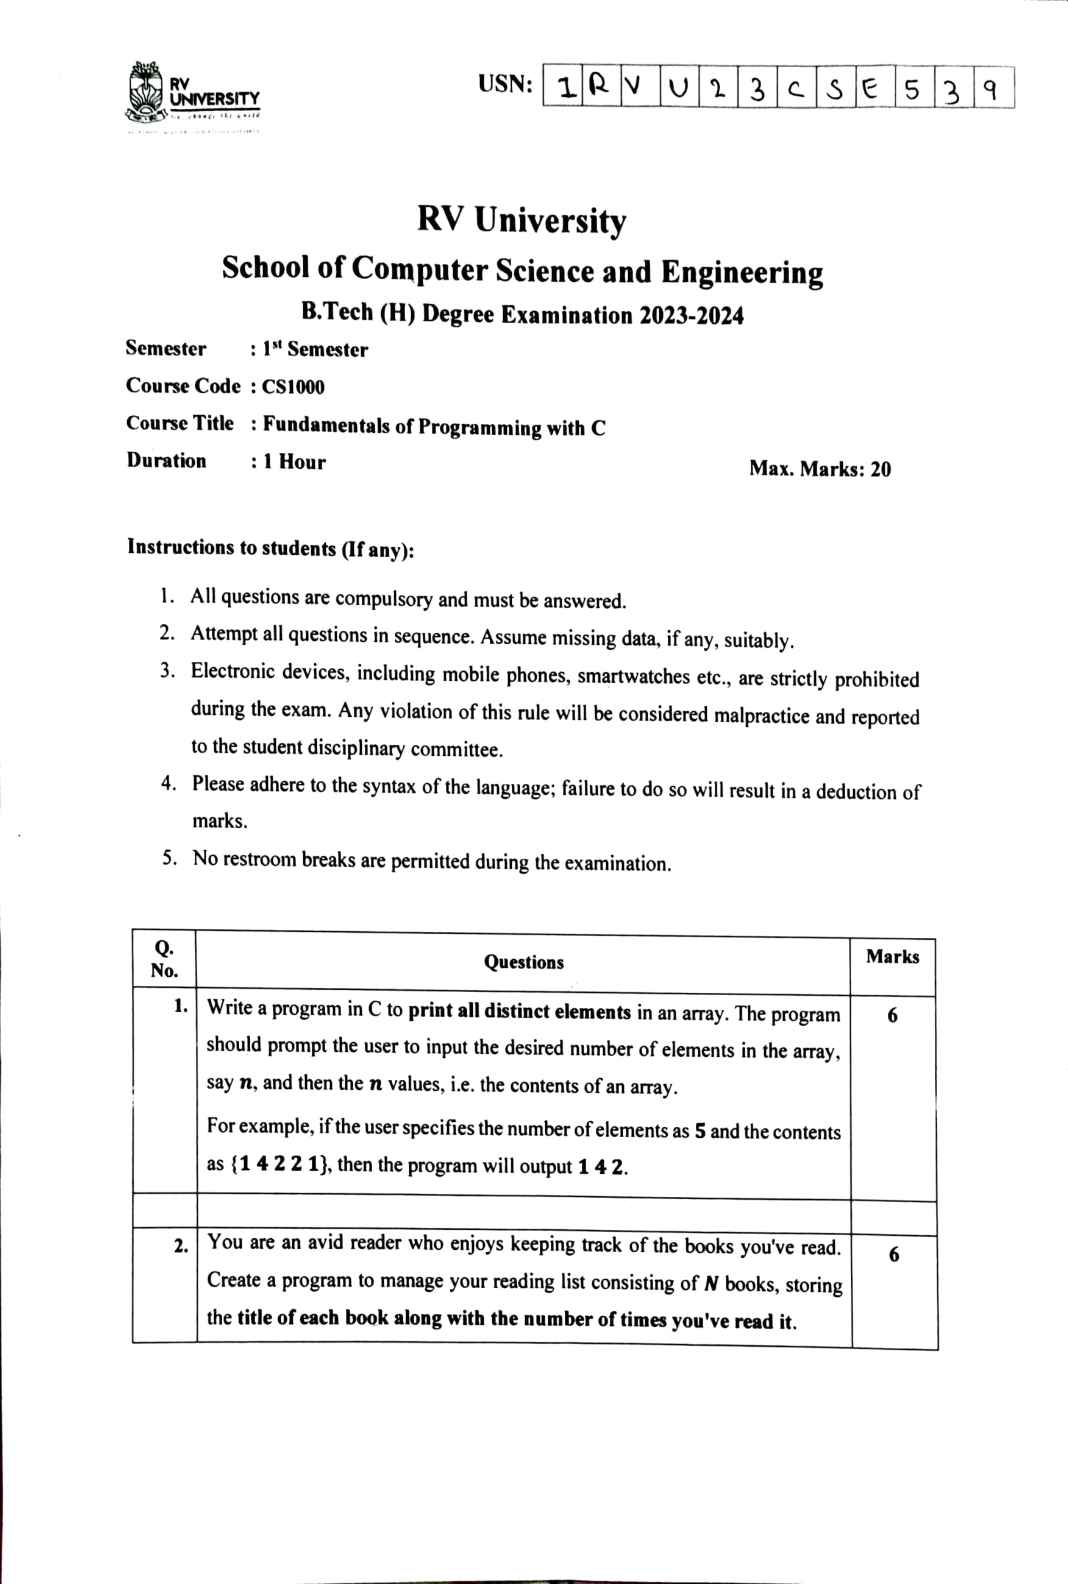 RV
UNIVERSITY
USN: 1RVU23CSE539
RV University
School of Computer Science and Engineering
B.Tech (H) Degree Examination 2023-2024
Semester : 1st Semester
Course Code : CS1000
Course Title : Fundamentals of Programming with C
Duration : 1 Hour
Max. Marks: 20
Instructions to students (If any):
1. All questions are compulsory and must be answered.
2. Attempt all questions in sequence. Assume missing data, if any, suitably.
3. Electronic devices, including mobile phones, smartwatches etc., are strictly prohibited
during the exam. Any violation of this rule will be considered malpractice and reported
to the student disciplinary committee.
4. Please adhere to the syntax of the language; failure to do so will result in a deduction of
marks.
5. No restroom breaks are permitted during the examination.
Q.
No.
Questions
Marks
1. Write a program in C to print all distinct elements in an array. The program 6
should prompt the user to input the desired number of elements in the array,
say n, and then the n values, i.e. the contents of an array.
For example, if the user specifies the number of elements as 5 and the contents
as {1 4 2 2 1}, then the program will output 1 4 2.
2. You are an avid reader who enjoys keeping track of the books you've read. 6
Create a program to manage your reading list consisting of N books, storing
the title of each book along with the number of times you've read it.